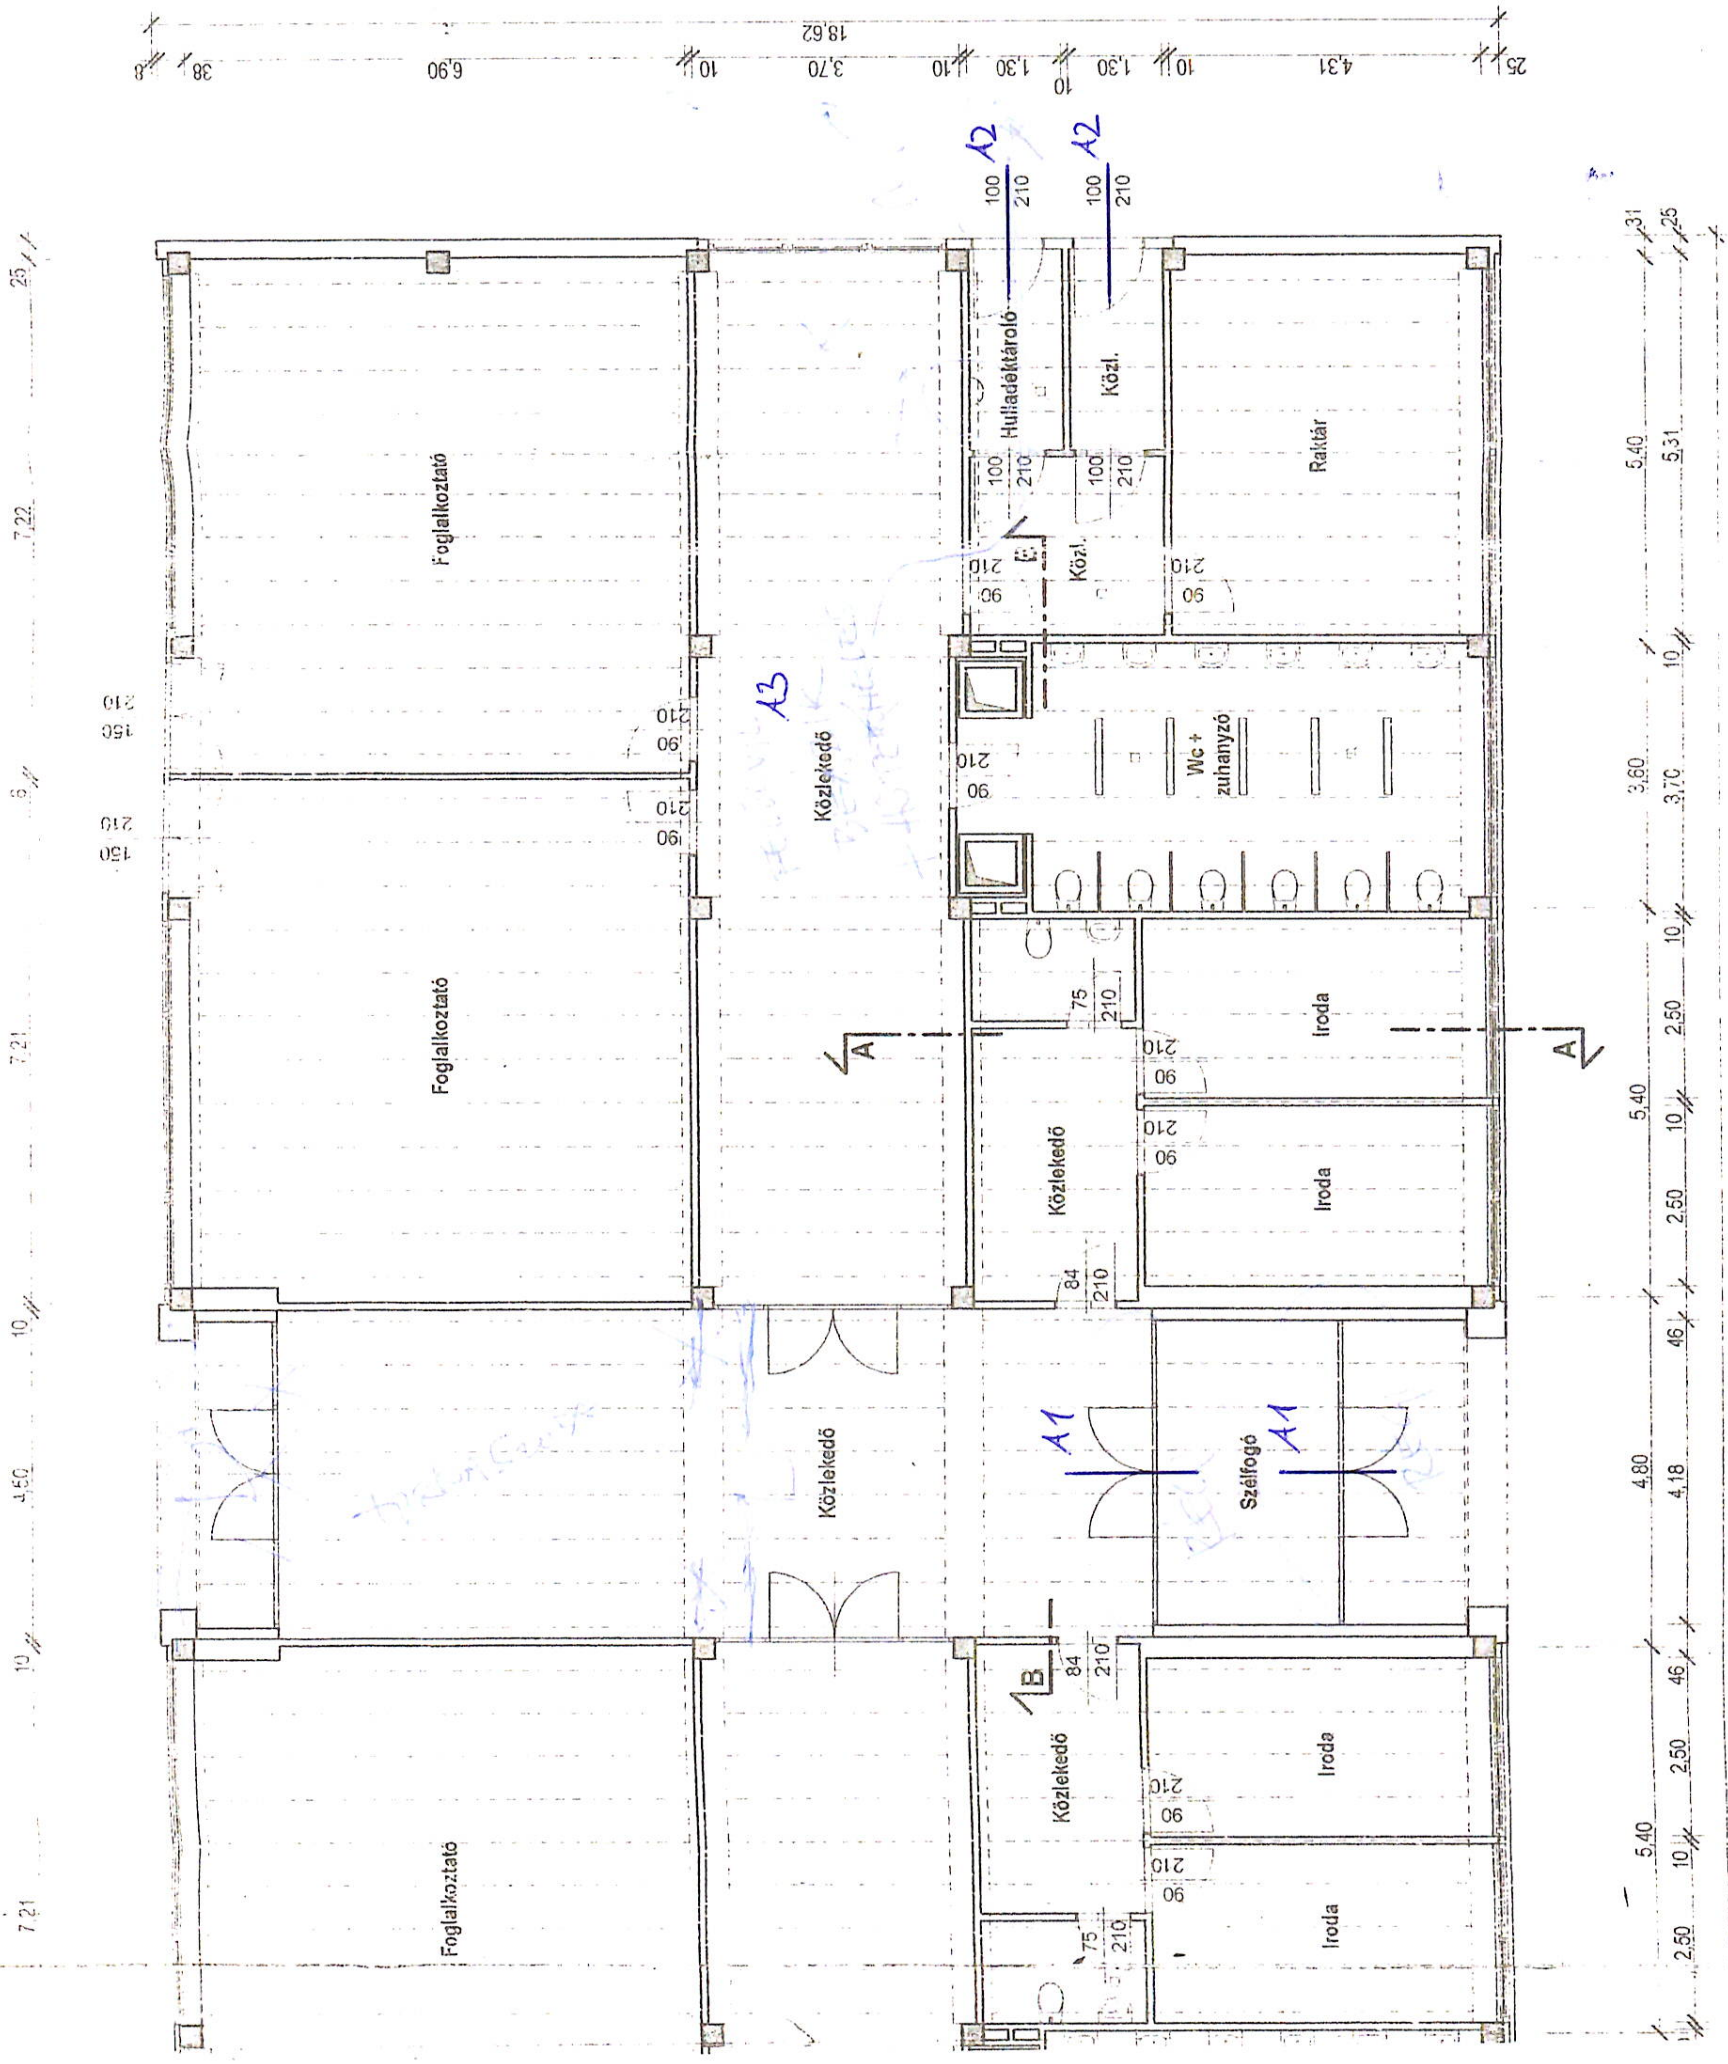 18,62
8
38
6,90
10
3,70
10
1,30
10
1,30
10
4,31
25
25
7,22
6
7,21
10
4,60
10
7,21
150
210
150
210
Foglalkoztató
Foglalkoztató
Foglalkoztató
90
210
90
210
Közlekedő
A3
Közlekedő
A2
100
210
A2
100
210
Hulladéktároló
Közl.
100
210
100
210
Közl.
B
90
210
90
210
Raktár
90
210
Wc +
zuhanyzó
75
210
A
A
Iroda
90
210
90
210
Iroda
Közlekedő
84
210
A1
A1
Szélfogó
B
84
210
Közlekedő
90
210
90
210
Iroda
Iroda
75
210
31
5,40
3,60
5,40
4,80
5,40
25
5,31
10
3,70
10
2,50
10
2,50
46
4,18
46
2,50
10
2,50